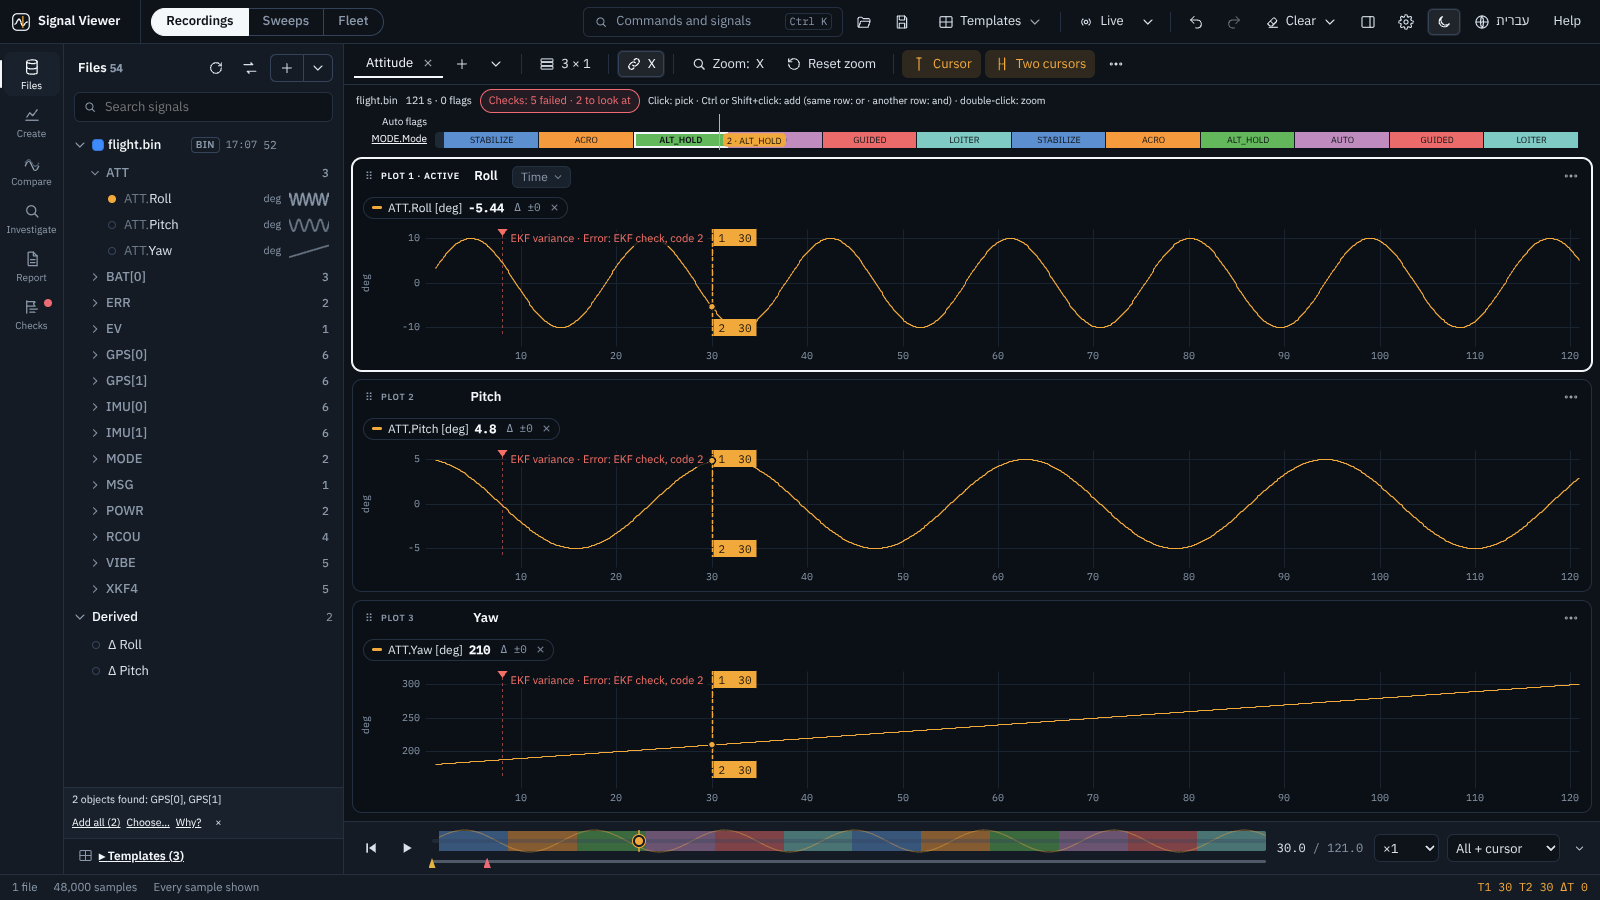 Signal Viewer
Recordings Sweeps Fleet
Commands and signals Ctrl K
Templates Live Clear עברית Help
Files 54
Search signals
Files
Create
Compare
Investigate
Report
Checks
flight.bin BIN 17:07 52
ATT 3
ATT.Roll deg
ATT.Pitch deg
ATT.Yaw deg
BAT[0] 3
ERR 2
EV 1
GPS[0] 6
GPS[1] 6
IMU[0] 6
IMU[1] 6
MODE 2
MSG 1
POWR 2
RCOU 4
VIBE 5
XKF4 5
Derived 2
Δ Roll
Δ Pitch
2 objects found: GPS[0], GPS[1]
Add all (2) Choose... Why? ×
▸ Templates (3)
Attitude × + 3 × 1 X Zoom: X Reset zoom Cursor Two cursors
flight.bin 121 s · 0 flags Checks: 5 failed · 2 to look at Click: pick · Ctrl or Shift+click: add (same row: or · another row: and) · double-click: zoom
Auto flags
MODE.Mode STABILIZE ACRO ALT_HOLD 2 · ALT_HOLD GUIDED LOITER STABILIZE ACRO ALT_HOLD AUTO GUIDED LOITER
PLOT 1 · ACTIVE Roll Time
ATT.Roll [deg] -5.44 Δ ±0 ×
EKF variance · Error: EKF check, code 2
1 30
2 30
deg
10
0
-10
10 20 30 40 50 60 70 80 90 100 110 120
PLOT 2 Pitch
ATT.Pitch [deg] 4.8 Δ ±0 ×
EKF variance · Error: EKF check, code 2
1 30
2 30
deg
5
0
-5
10 20 30 40 50 60 70 80 90 100 110 120
PLOT 3 Yaw
ATT.Yaw [deg] 210 Δ ±0 ×
EKF variance · Error: EKF check, code 2
1 30
2 30
deg
300
250
200
10 20 30 40 50 60 70 80 90 100 110 120
30.0 / 121.0 ×1 All + cursor
1 file 48,000 samples Every sample shown
T1 30 T2 30 ΔT 0